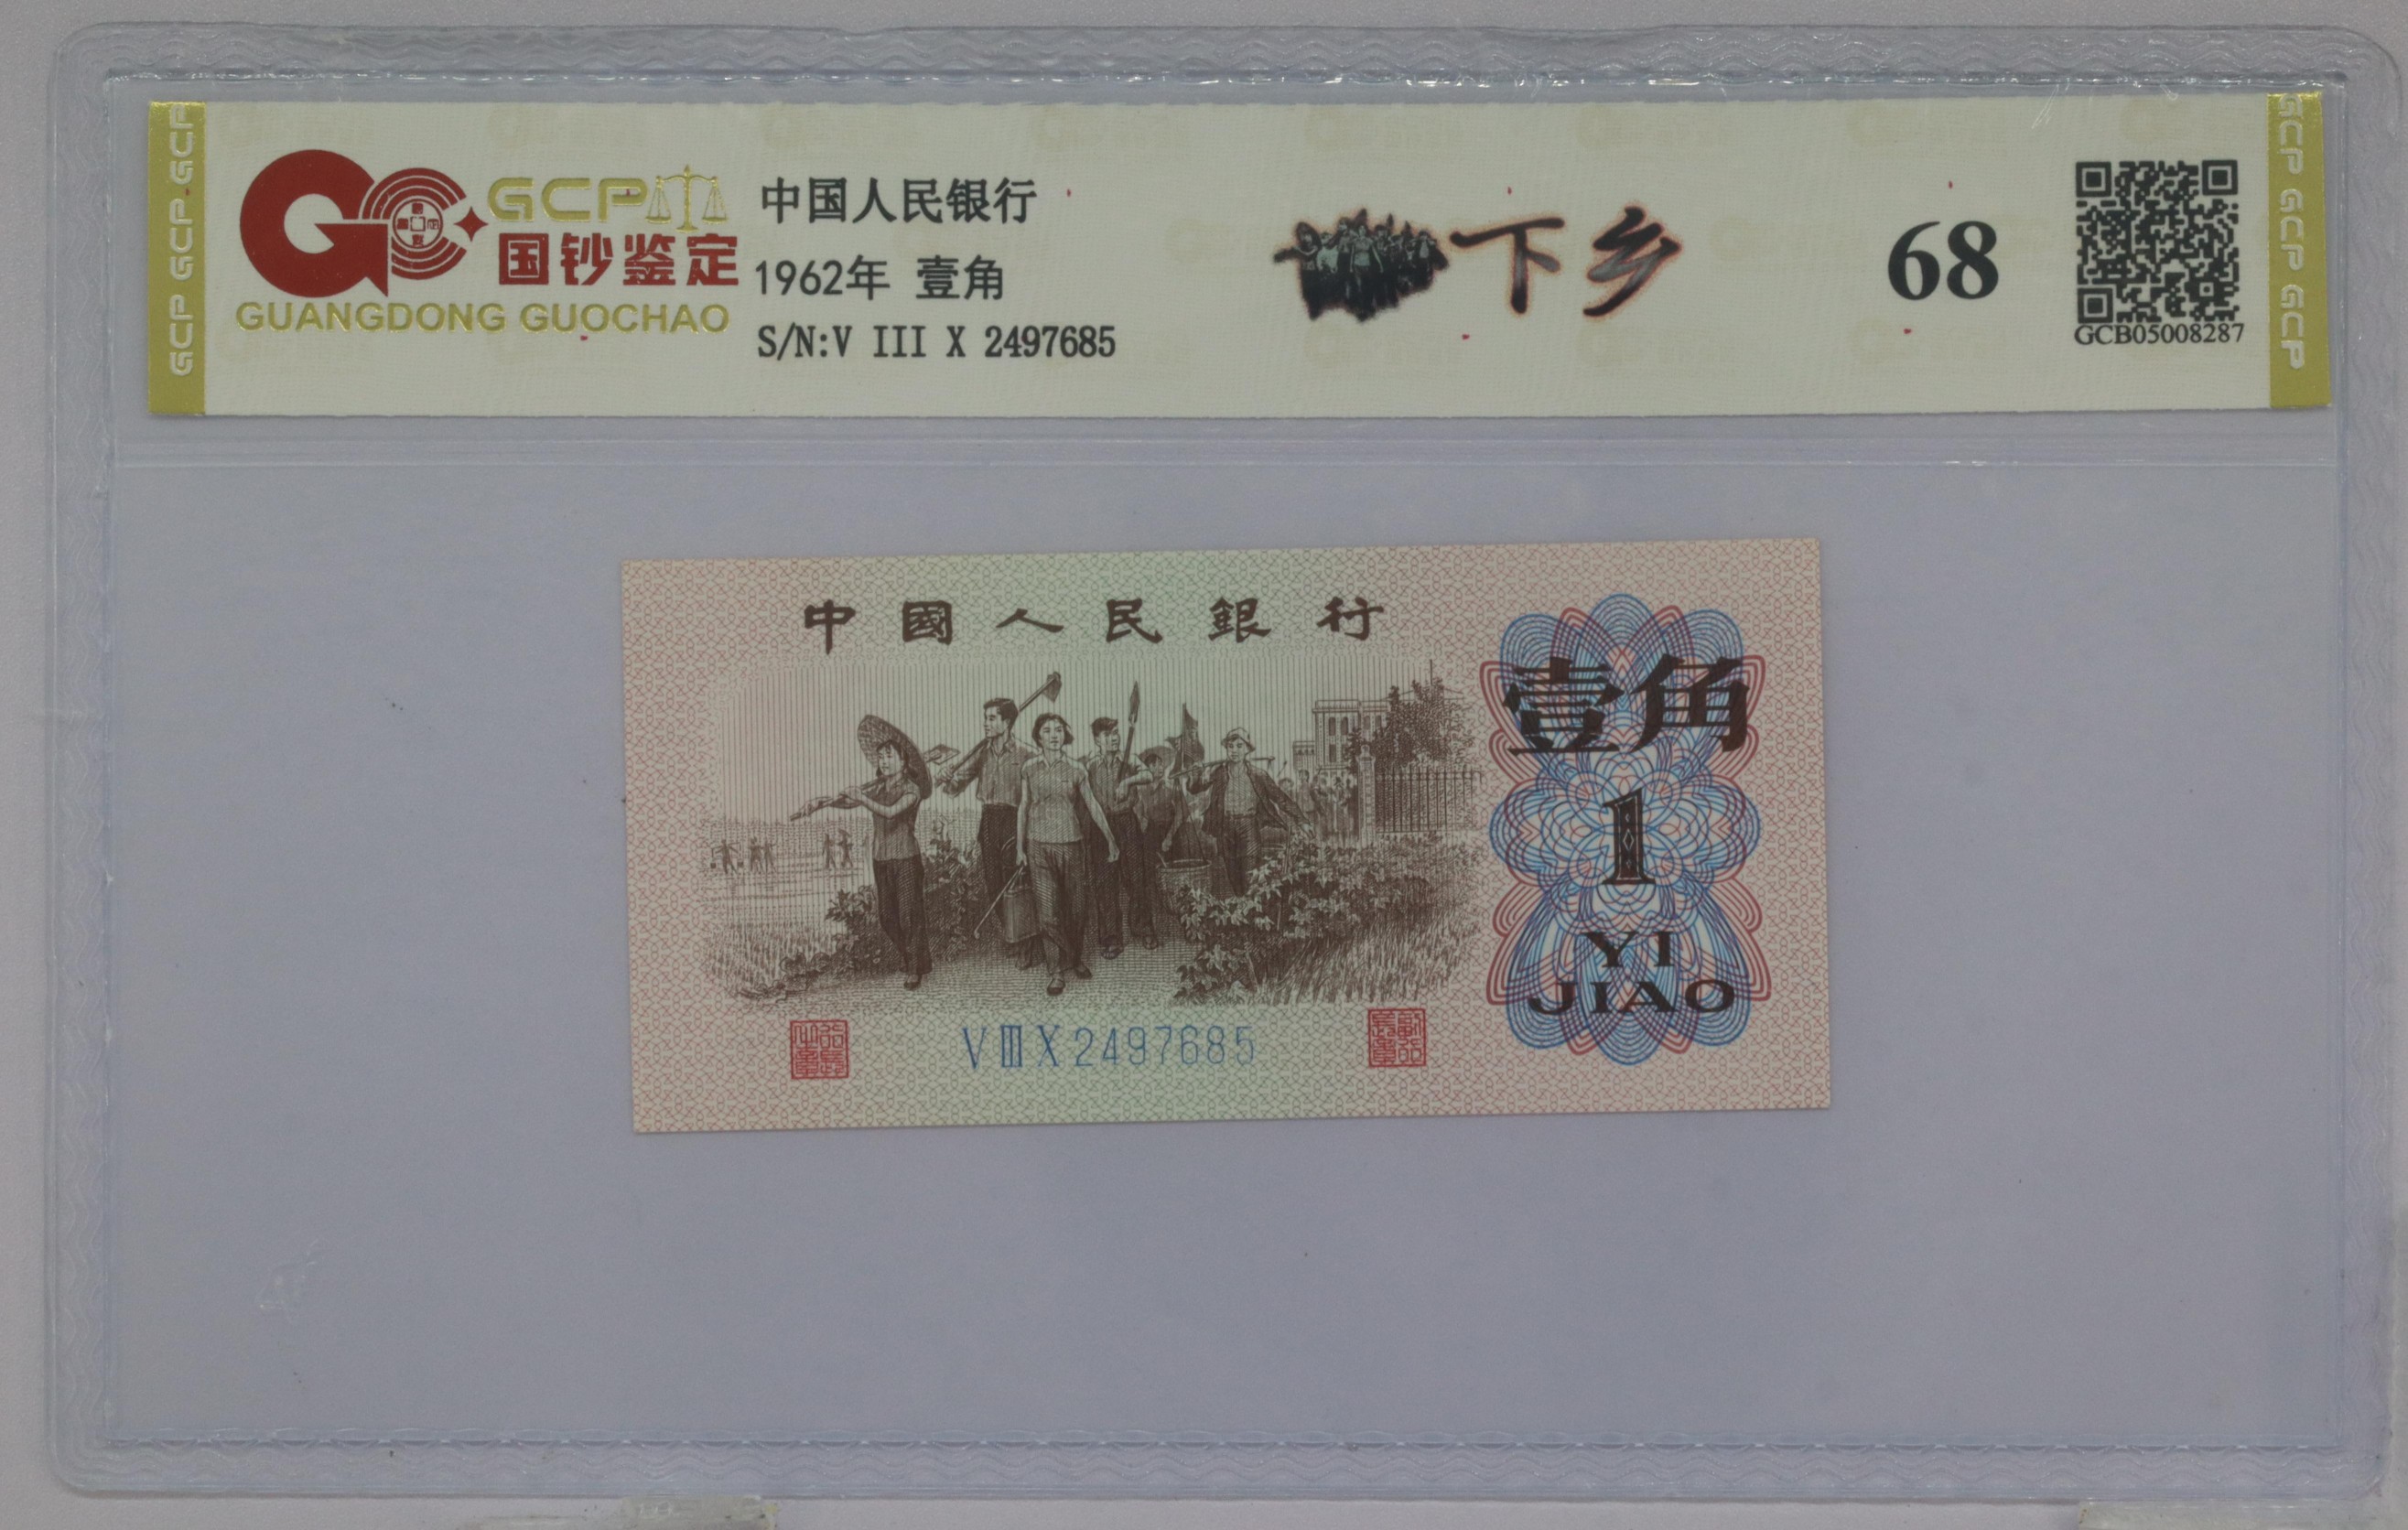 GCP GCP GCP
GCP
国钞鉴定
GUANGDONG GUOCHAO
中国人民银行
1962年 壹角
S/N:V III X 2497685
下乡
68
GCB05008287
GCP GCP GCP
中國人民銀行
壹角
1
YI
JIAO
V III X 2497685